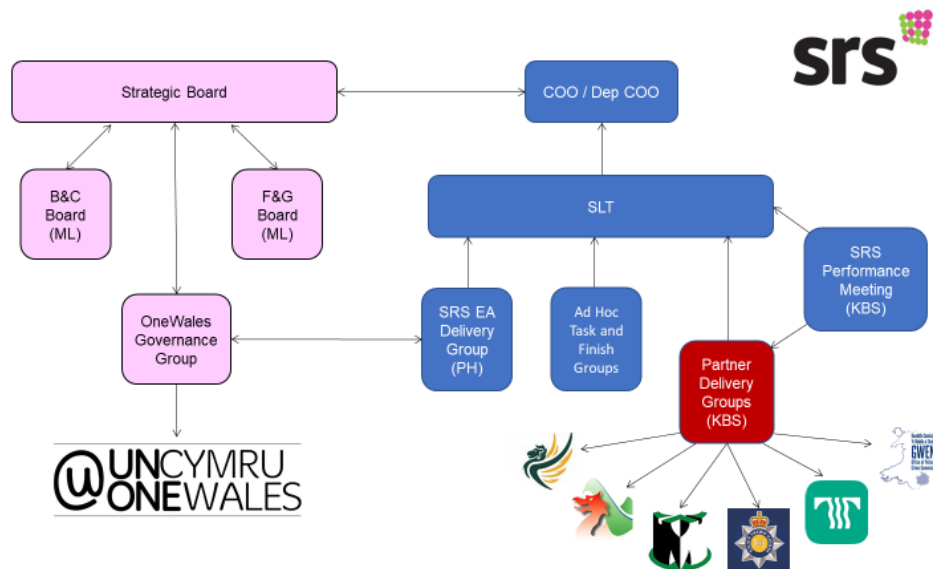 srs
Strategic Board
COO / Dep COO
B&C
Board
(ML)
F&G
Board
(ML)
SLT
SRS
Performance
Meeting
(KBS)
OneWales
Governance
Group
SRS EA
Delivery
Group
(PH)
Ad Hoc
Task and
Finish
Groups
Partner
Delivery
Groups
(KBS)
@UNCYMRU
ONEWALES
GWEN